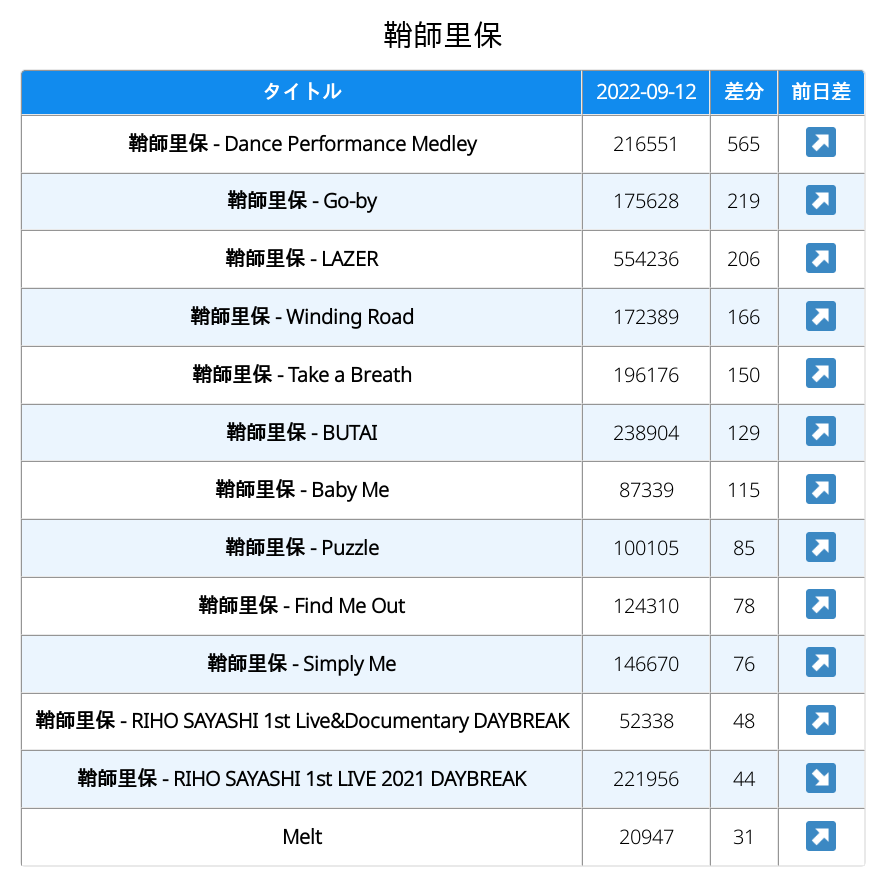 鞘師里保
タイトル 2022-09-12 差分 前日差
鞘師里保 - Dance Performance Medley 216551 565 ↗
鞘師里保 - Go-by 175628 219 ↗
鞘師里保 - LAZER 554236 206 ↗
鞘師里保 - Winding Road 172389 166 ↗
鞘師里保 - Take a Breath 196176 150 ↗
鞘師里保 - BUTAI 238904 129 ↗
鞘師里保 - Baby Me 87339 115 ↗
鞘師里保 - Puzzle 100105 85 ↗
鞘師里保 - Find Me Out 124310 78 ↗
鞘師里保 - Simply Me 146670 76 ↗
鞘師里保 - RIHO SAYASHI 1st Live&Documentary DAYBREAK 52338 48 ↗
鞘師里保 - RIHO SAYASHI 1st LIVE 2021 DAYBREAK 221956 44 ↘
Melt 20947 31 ↗